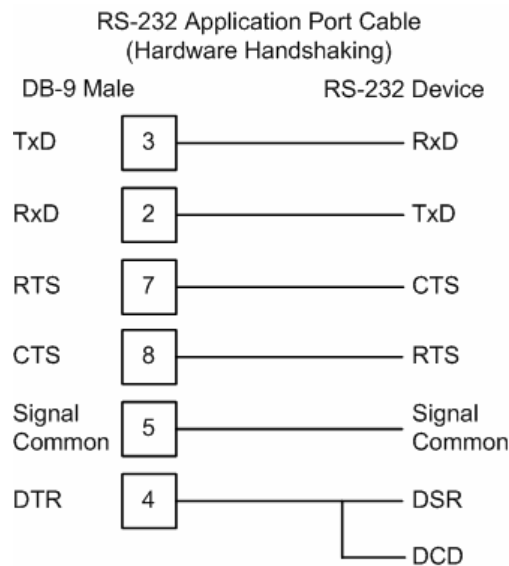 RS-232 Application Port Cable
(Hardware Handshaking)
DB-9 Male RS-232 Device
TxD 3 RxD
RxD 2 TxD
RTS 7 CTS
CTS 8 RTS
Signal Common 5 Signal Common
DTR 4 DSR
DCD